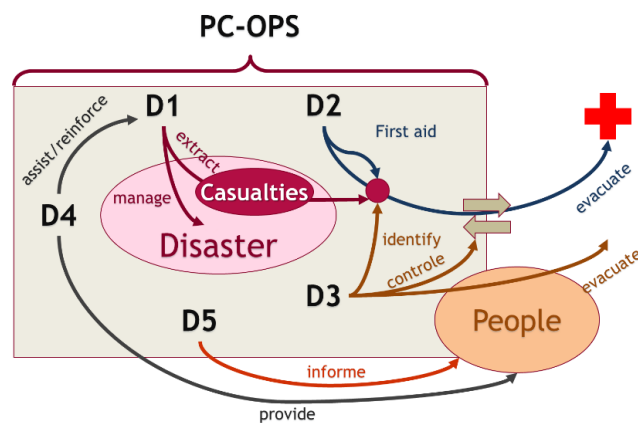 PC-OPS
D1
D2
First aid
assist/reinforce
extract
manage
Casualties
D4
Disaster
identify
controle
evacuate
D3
evacuate
People
D5
informe
provide